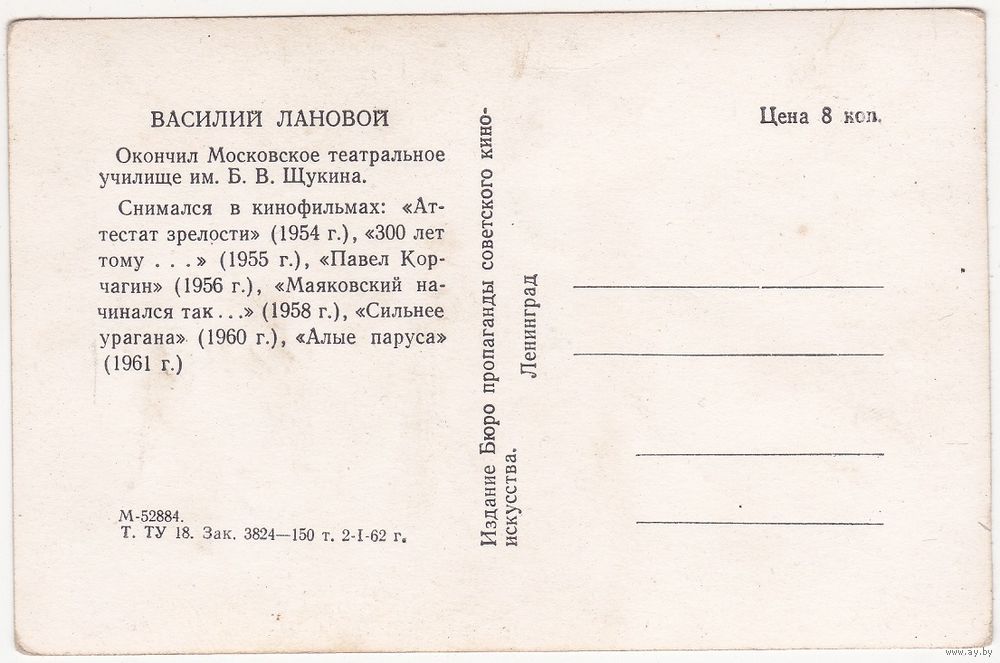 ВАСИЛИЙ ЛАНОВОЙ
Окончил Московское театральное
училище им. Б. В. Щукина.
Снимался в кинофильмах: «Ат-
тестат зрелости» (1954 г.), «300 лет
тому . . .» (1955 г.), «Павел Кор-
чагин» (1956 г.), «Маяковский на-
чинался так...» (1958 г.), «Сильнее
урагана» (1960 г.), «Алые паруса»
(1961 г.)
М-52884.
Т. ТУ 18. Зак. 3824—150 т. 2-I-62 г.
Издание Бюро пропаганды советского кино-
искусства.
Ленинград
Цена 8 коп.
www.ay.by